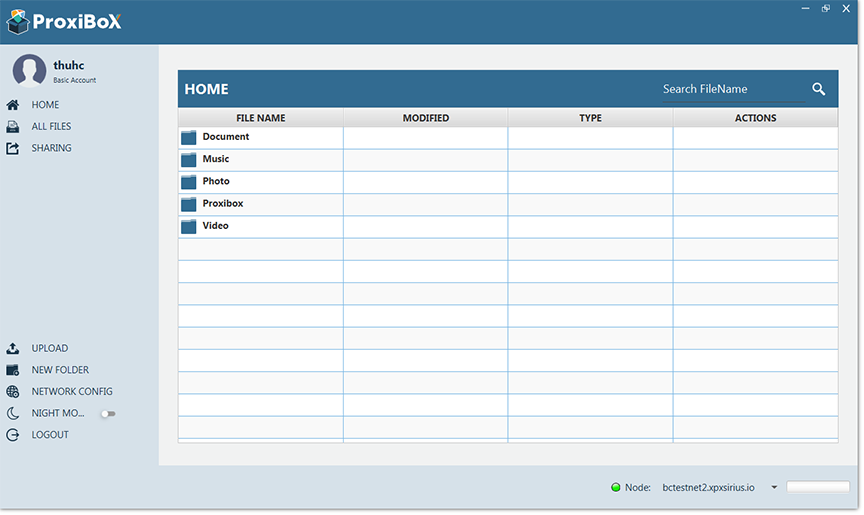 ProxiBoX
thuhc
Basic Account
HOME
ALL FILES
SHARING
UPLOAD
NEW FOLDER
NETWORK CONFIG
NIGHT MO...
LOGOUT
HOME
Search FileName
FILE NAME MODIFIED TYPE ACTIONS
Document
Music
Photo
Proxibox
Video
Node: bctestnet2.xpxsirius.io